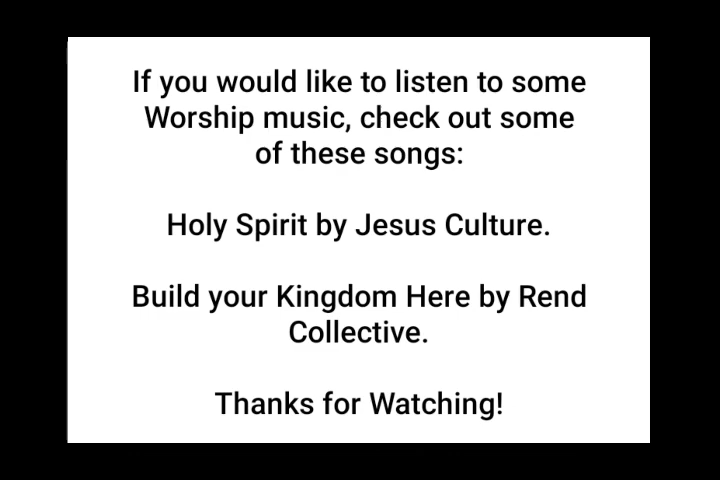 If you would like to listen to some
Worship music, check out some
of these songs:
Holy Spirit by Jesus Culture.
Build your Kingdom Here by Rend
Collective.
Thanks for Watching!